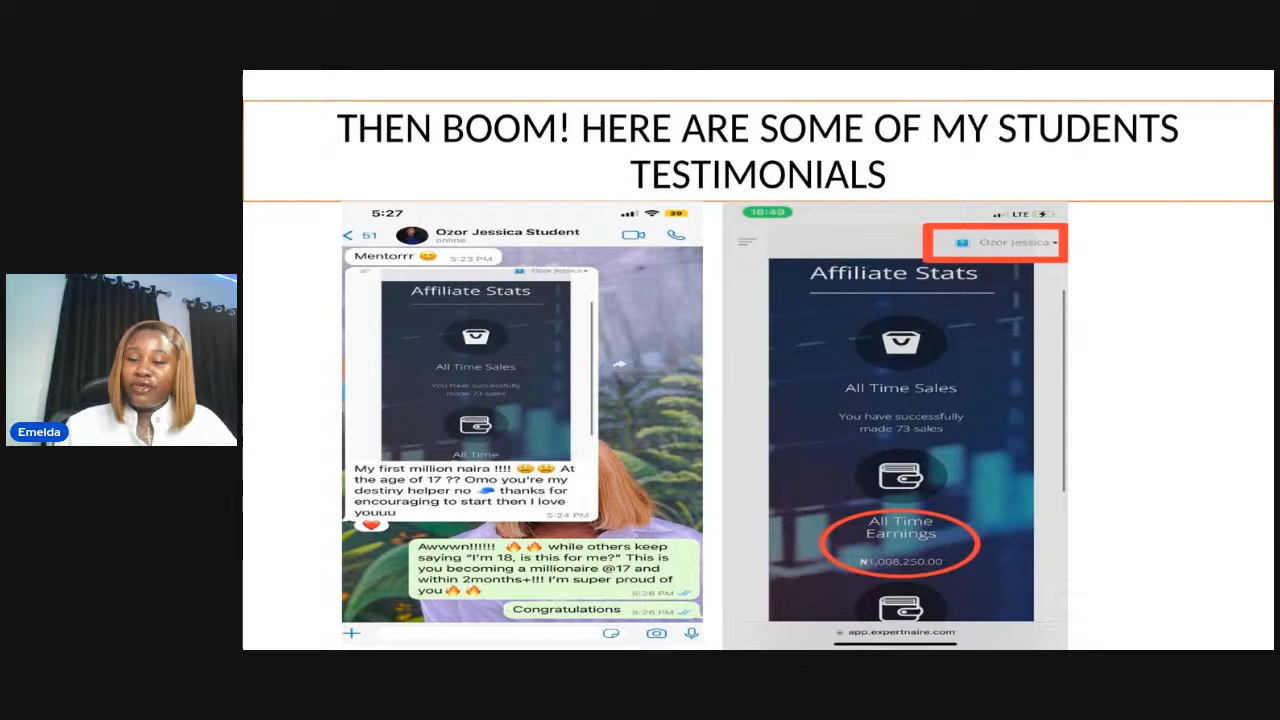 THEN BOOM! HERE ARE SOME OF MY STUDENTS
TESTIMONIALS
5:27
39
51
Ozor Jessica Student
online
Mentorrr 😊
5:23 PM
Ozor Jessica
Affiliate Stats
All Time Sales
You have successfully
made 73 sales
All Time
My first million naira !!!! 😩😩 At
the age of 17 ?? Omo you're my
destiny helper no 🧢 thanks for
encouraging to start then I love
youuu
5:24 PM
❤️
Awwwn!!!!!! 🔥🔥 while others keep
saying "I'm 18, is this for me?" This is
you becoming a millionaire @17 and
within 2months+!!! I'm super proud of
you🔥🔥
5:26 PM
Congratulations
5:26 PM
16:49
LTE
Ozor Jessica
Affiliate Stats
All Time Sales
You have successfully
made 73 sales
All Time
Earnings
₦1,008,250.00
app.expertnaire.com
Emelda